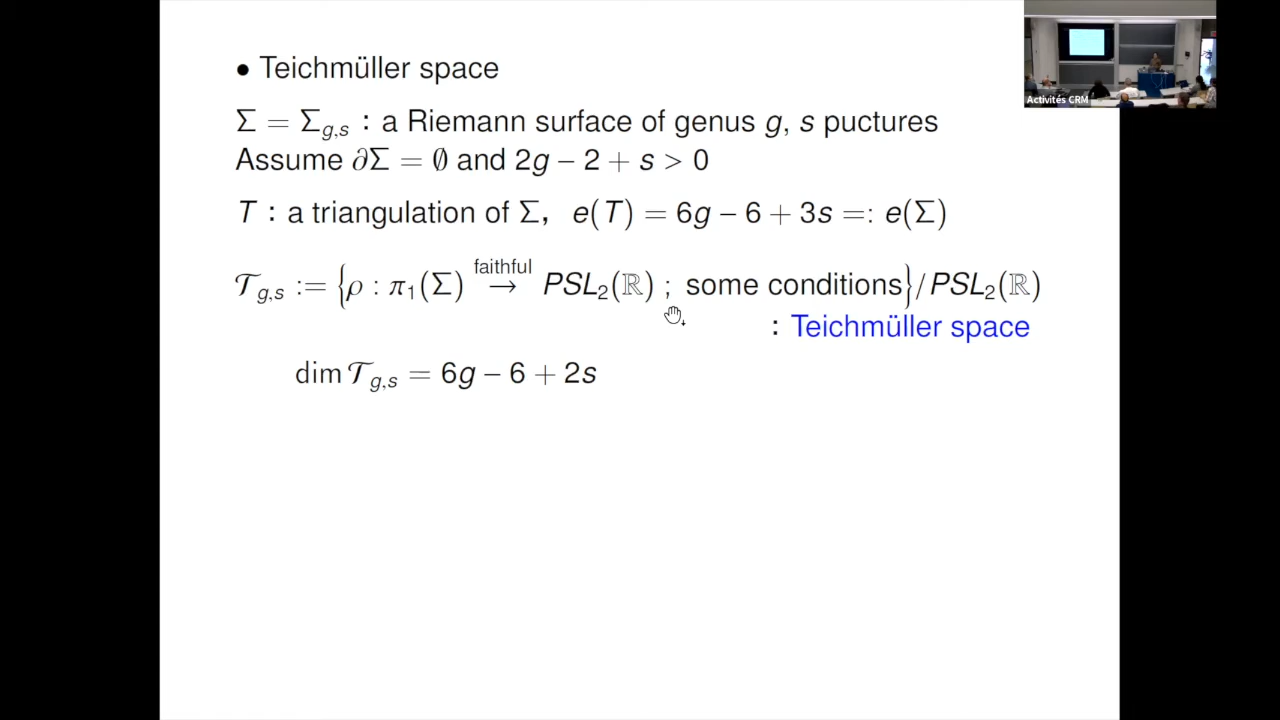 • Teichmüller space
Σ = Σ_{g,s} : a Riemann surface of genus g, s puctures
Assume ∂Σ = ∅ and 2g − 2 + s > 0
T : a triangulation of Σ, e(T) = 6g − 6 + 3s =: e(Σ)
𝒯_{g,s} := {ρ : π₁(Σ) →^{faithful} PSL₂(ℝ) ; some conditions}/PSL₂(ℝ)
: Teichmüller space
dim 𝒯_{g,s} = 6g − 6 + 2s
Activités CRM